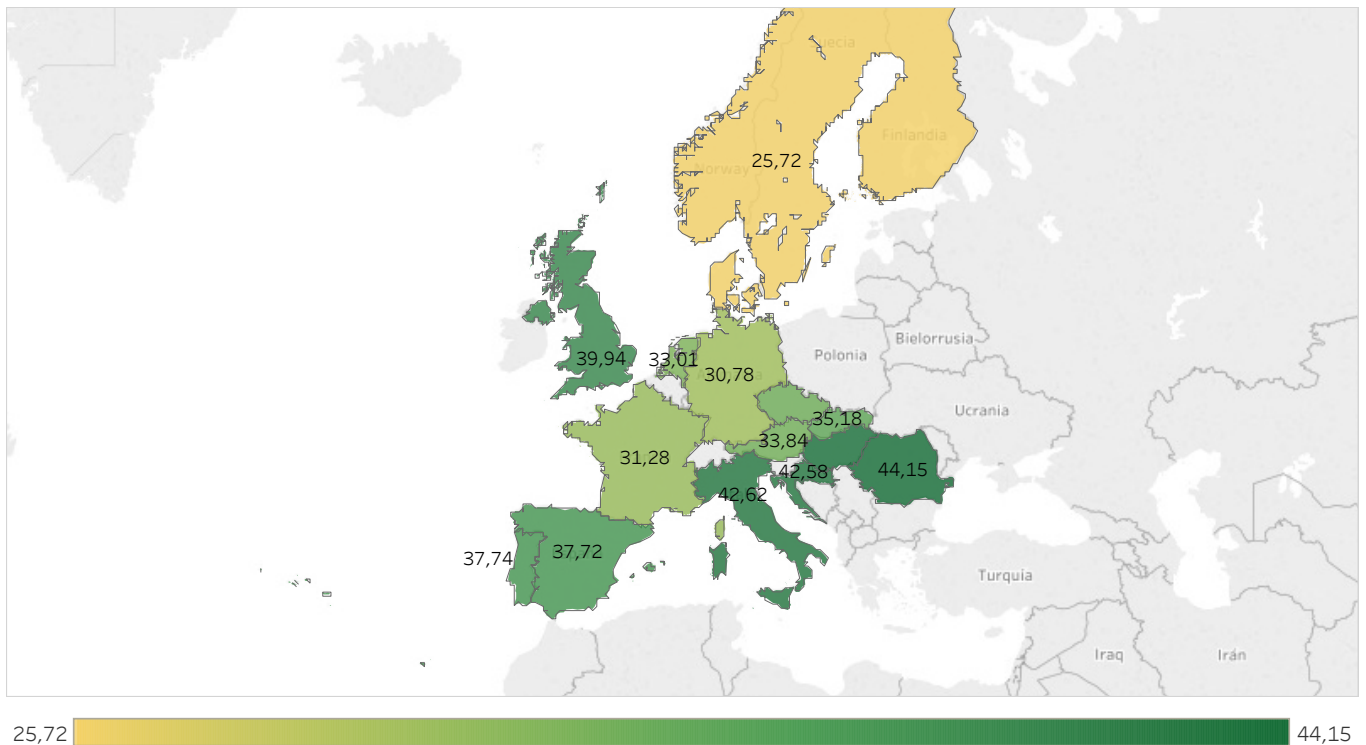 Suecia
Finlandia
25,72
Norway
Bielorrusia
39,94
33,01
Polonia
30,78
Ucrania
35,18
33,84
31,28
42,58
44,15
42,62
37,74
37,72
Turquía
Iraq
Irán
25,72
44,15